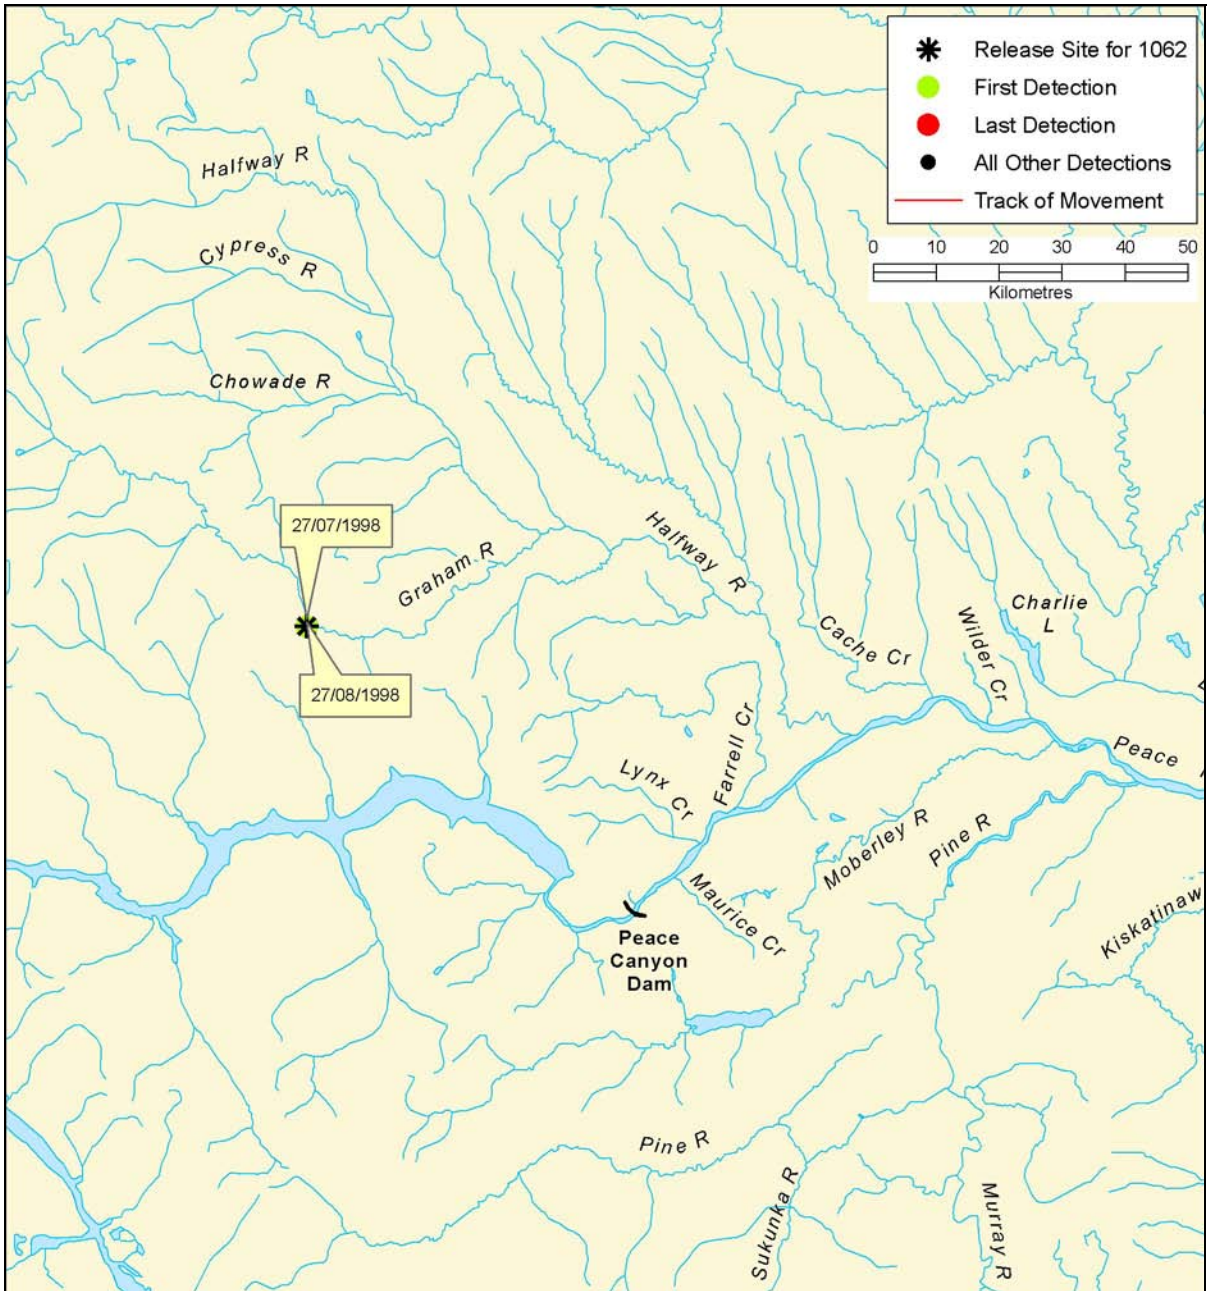 Release Site for 1062
First Detection
Last Detection
All Other Detections
Track of Movement
0 10 20 30 40 50
Kilometres
Halfway R
Cypress R
Chowade R
27/07/1998
Graham R
Halfway R
27/08/1998
Cache Cr
Wilder Cr
Charlie
L
Peace
Farrell Cr
Lynx Cr
Moberley R
Pine R
Maurice Cr
Kiskatinaw
Peace
Canyon
Dam
Pine R
Sukunka R
Murray R